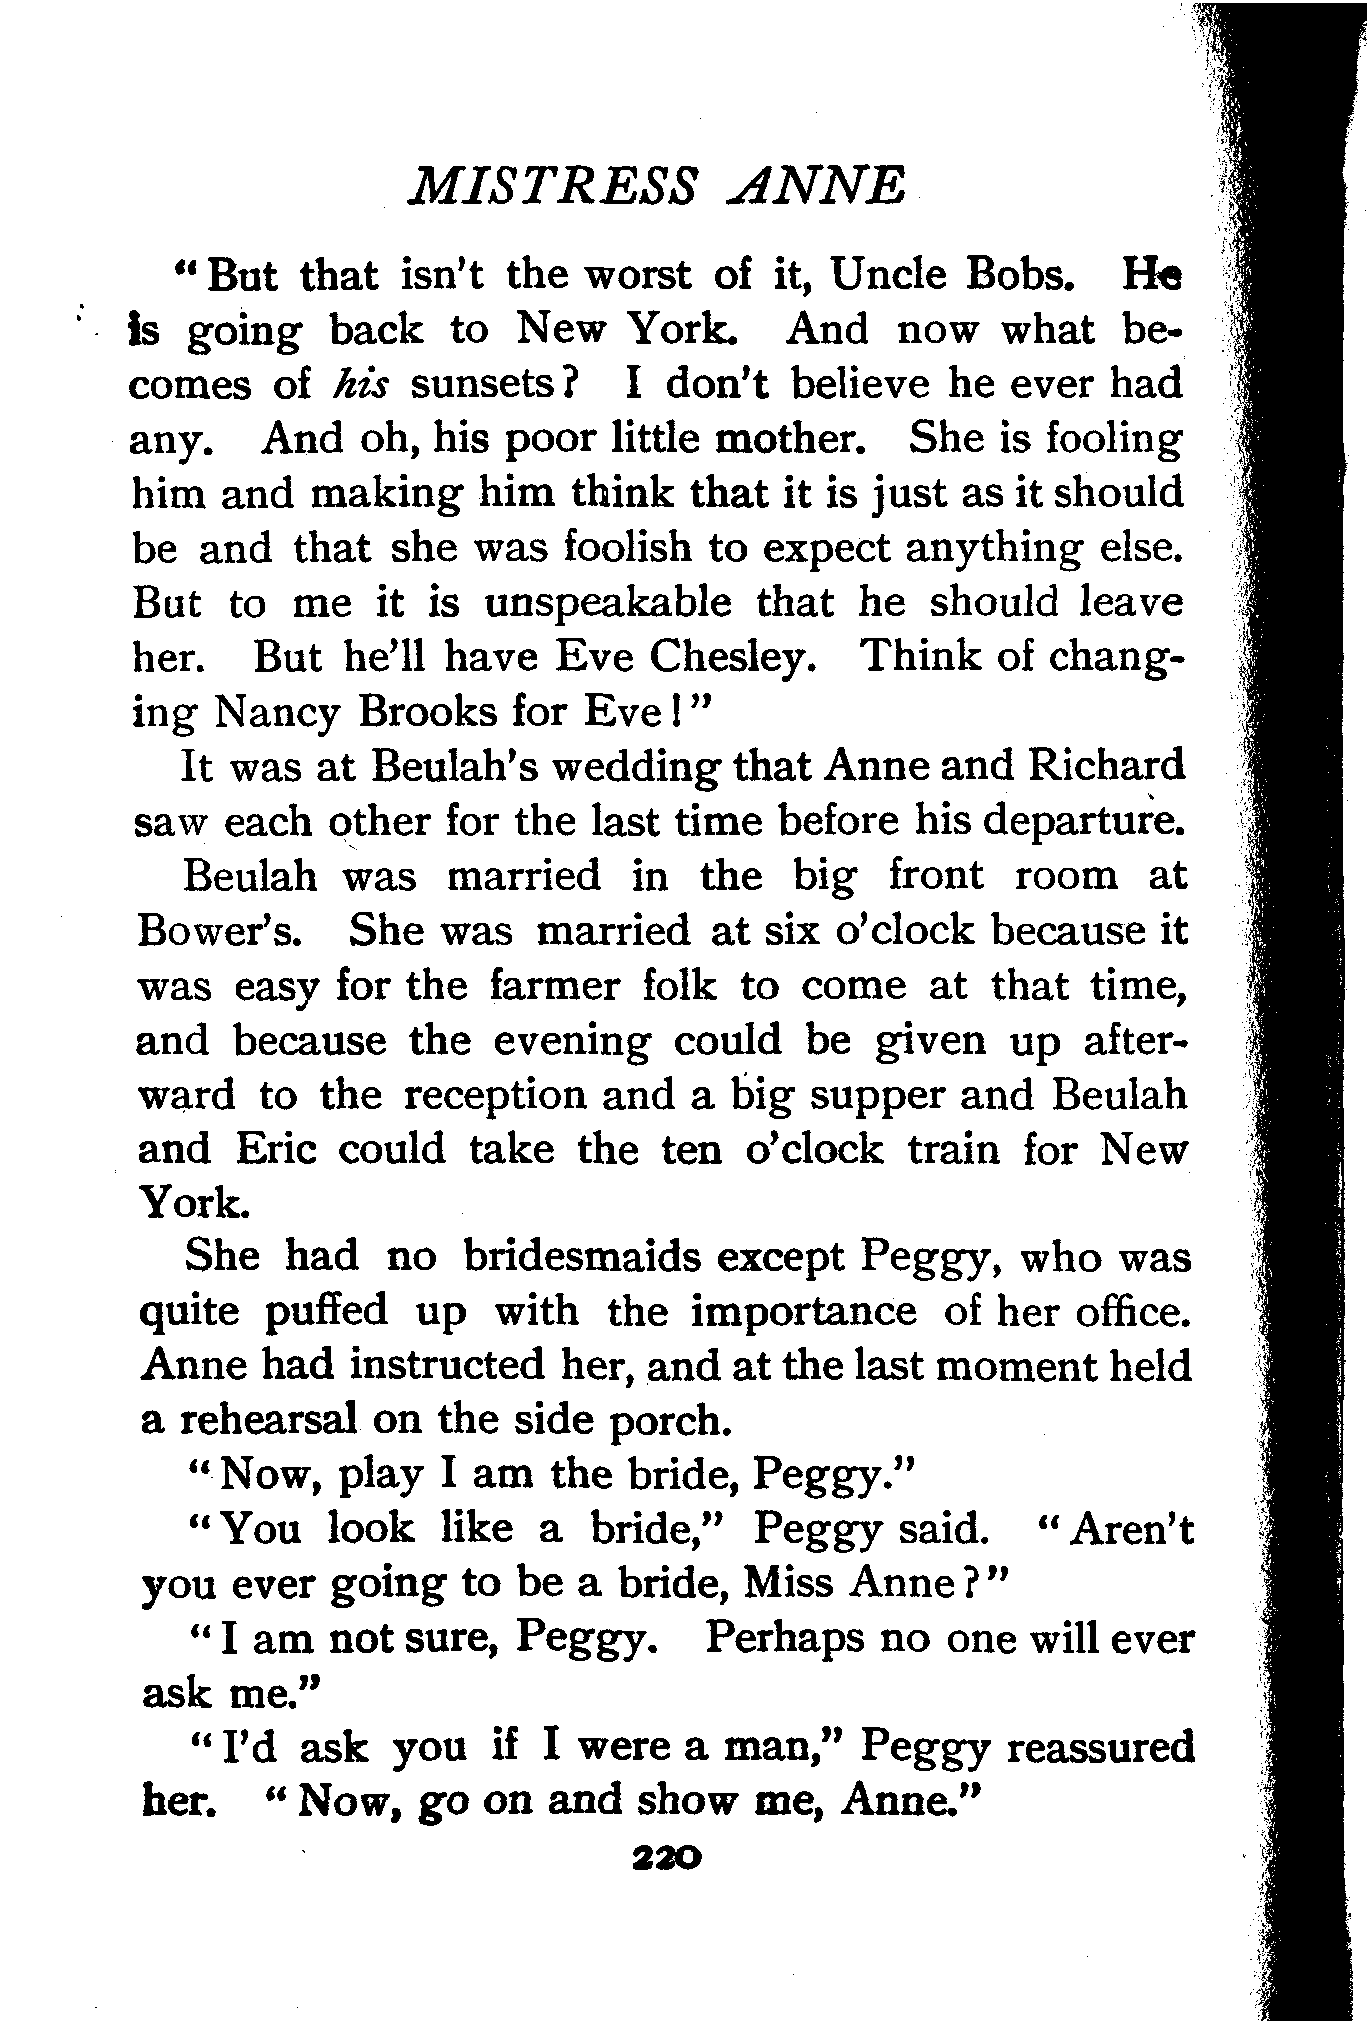 MISTRESS ANNE
“But that isn't the worst of it, Uncle Bobs. He
is going back to New York. And now what be-
comes of his sunsets? I don't believe he ever had
any. And oh, his poor little mother. She is fooling
him and making him think that it is just as it should
be and that she was foolish to expect anything else.
But to me it is unspeakable that he should leave
her. But he'll have Eve Chesley. Think of chang-
ing Nancy Brooks for Eve!”
It was at Beulah's wedding that Anne and Richard
saw each other for the last time before his departure.
Beulah was married in the big front room at
Bower's. She was married at six o'clock because it
was easy for the farmer folk to come at that time,
and because the evening could be given up after-
ward to the reception and a big supper and Beulah
and Eric could take the ten o'clock train for New
York.
She had no bridesmaids except Peggy, who was
quite puffed up with the importance of her office.
Anne had instructed her, and at the last moment held
a rehearsal on the side porch.
“Now, play I am the bride, Peggy.”
“You look like a bride,” Peggy said. “Aren't
you ever going to be a bride, Miss Anne?”
“I am not sure, Peggy. Perhaps no one will ever
ask me.”
“I'd ask you if I were a man,” Peggy reassured
her. “Now, go on and show me, Anne.”
220